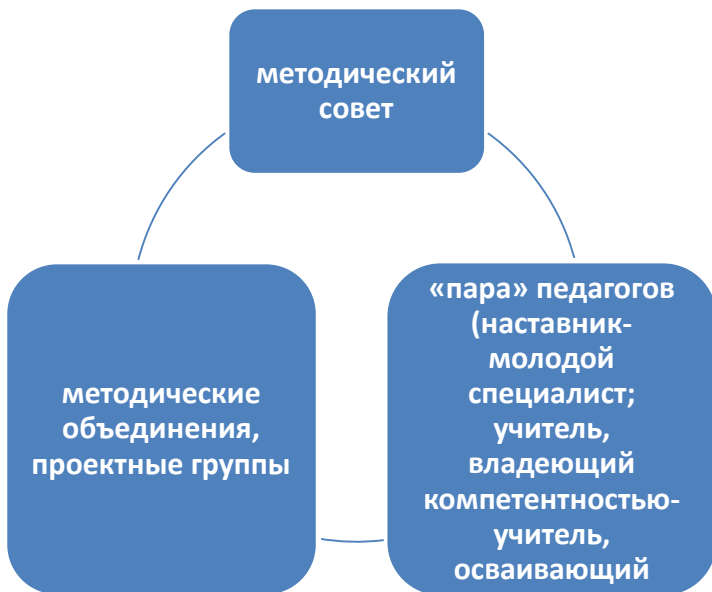 методический
совет
методические
объединения,
проектные группы
«пара» педагогов
(наставник-
молодой
специалист;
учитель,
владеющий
компетентностью-
учитель,
осваивающий